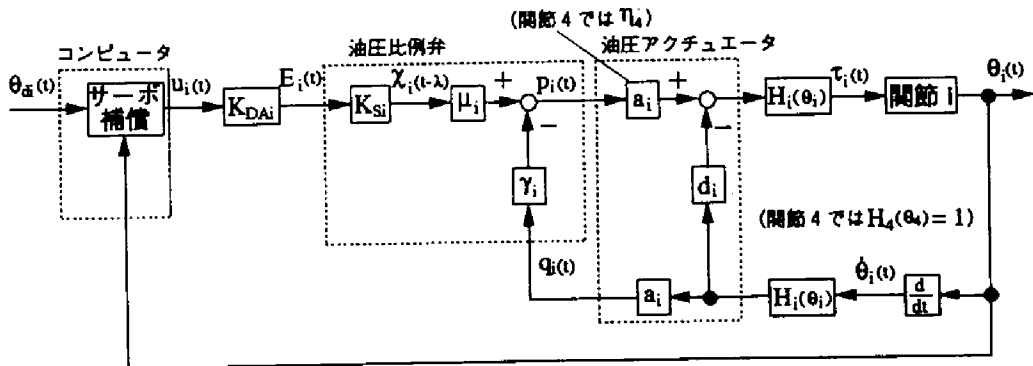 (関節4では η₄)
コンピュータ
油圧比例弁
油圧アクチュエータ
θdi(t)
サーボ
補償
ui(t)
KDAi
Ei(t)
KSi
χi(t-λ)
μi
+
−
pi(t)
ai
+
−
Hi(θi)
τi(t)
関節 i
θi(t)
γi
di
(関節4では H₄(θ₄)= 1)
qi(t)
ai
Hi(θi)
θ̇i(t)
d
dt